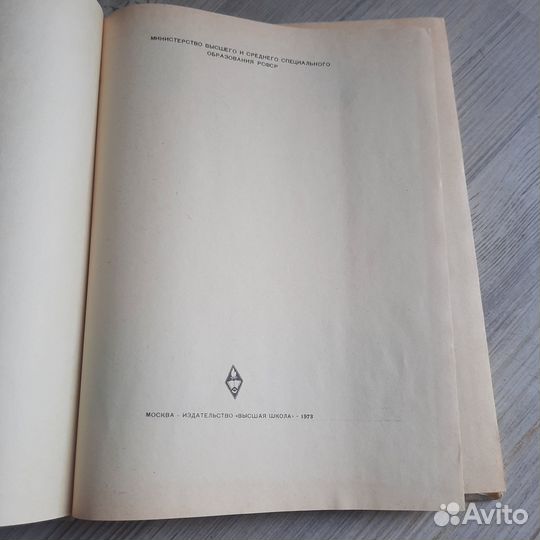 МИНИСТЕРСТВО ВЫСШЕГО И СРЕДНЕГО СПЕЦИАЛЬНОГО
ОБРАЗОВАНИЯ РСФСР
МОСКВА – ИЗДАТЕЛЬСТВО «ВЫСШАЯ ШКОЛА» – 1973
Avito